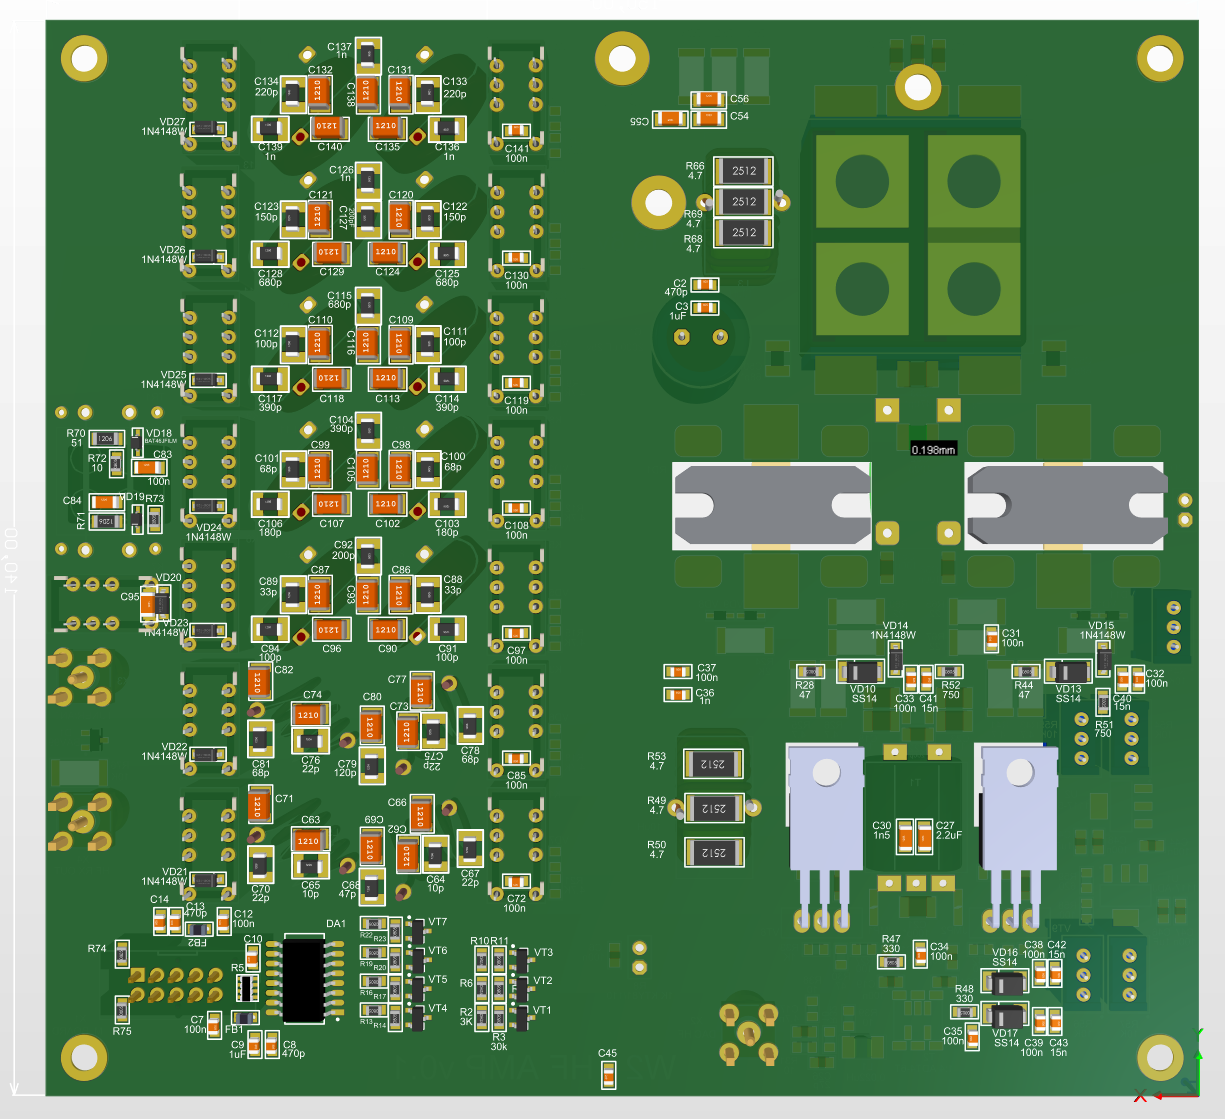 C137
1n
C134
220p
C132
1210
C138
1210
C131
1210
C133
220p
VD27
1N4148W
C139
1n
1210
C140
1210
C135
C136
1n
C141
100n
C56
C55
C54
R66
4.7
2512
R69
4.7
2512
R68
4.7
2512
C126
1n
C123
150p
C121
1210
C127
C120
1210
C122
150p
VD26
1N4148W
C128
680p
1210
C129
1210
C124
C125
680p
C130
100n
C2
470p
C3
1uF
C115
680p
C112
100p
C110
1210
C116
1210
C109
1210
C111
100p
VD25
1N4148W
C117
390p
1210
C118
1210
C113
C114
390p
C119
100n
C104
390p
C101
68p
C99
1210
C105
1210
C98
1210
C100
68p
R70
51
1206
VD18
R72
10
C83
100n
C84
VD19
R73
R71
1206
VD24
1N4148W
C106
180p
1210
C107
1210
C102
C103
180p
C108
100n
0.198mm
140.00
C92
200p
C89
33p
C87
1210
C93
1210
C86
1210
C88
33p
VD20
C95
VD23
1N4148W
C94
100p
1210
C96
1210
C90
C91
100p
C97
100n
C82
1210
C77
1210
C74
1210
C80
1210
C73
1210
C75
22p
C78
68p
C76
22p
C79
120p
C81
68p
VD22
1N4148W
C85
100n
C37
100n
C36
1n
VD14
1N4148W
R28
47
VD10
SS14
C33
100n
C41
15n
R52
750
C31
100n
VD15
1N4148W
R44
47
VD13
SS14
C40
15n
C32
100n
R51
750
C71
1210
C66
1210
C63
1210
C69
1210
C62
1210
C64
10p
C67
22p
C65
10p
C68
47p
C70
22p
VD21
1N4148W
C72
100n
R53
4.7
2512
R49
4.7
2512
R50
4.7
2512
C30
1n5
C27
2.2uF
C14
C13
470p
FB2
C12
100n
C10
DA1
R74
R75
R5
C7
100n
FB1
C9
1uF
C8
470p
R22
R23
VT7
R19
R20
VT6
R16
R17
VT5
R13
R14
VT4
R10
R11
VT3
R6
VT2
R2
3K
VT1
R3
30k
C45
R47
330
C34
100n
VD16
SS14
C38
100n
C42
15n
R48
330
VD17
SS14
C35
100n
C39
100n
C43
15n
X